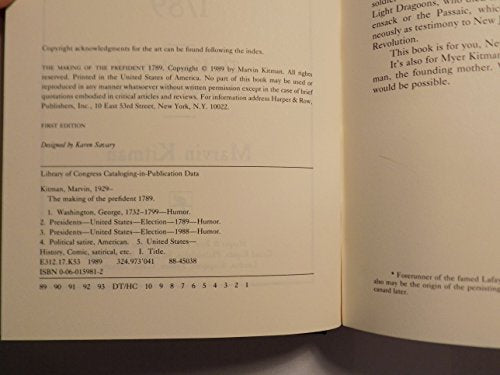 1789
Copyright acknowledgments for the art can be found following the index.
THE MAKING OF THE PREFIDENT 1789. Copyright © 1989 by Marvin Kitman. All rights
reserved. Printed in the United States of America. No part of this book may be used or
reproduced in any manner whatsoever without written permission except in the case of brief
quotations embodied in critical articles and reviews. For information address Harper & Row,
Publishers, Inc., 10 East 53rd Street, New York, N.Y. 10022.
FIRST EDITION
Designed by Karen Savary
Marvin Kitman
Library of Congress Cataloging-in-Publication Data
Kitman, Marvin, 1929–
The making of the prefident 1789.
1. Washington, George, 1732–1799—Humor.
2. Presidents—United States—Election—1789—Humor.
3. Presidents—United States—Election—1988—Humor.
4. Political satire, American. 5. United States—
History, Comic, satirical, etc. I. Title.
E312.17.K53 1989 324.973'041 88-45038
ISBN 0-06-015981-2
89 90 91 92 93 DT/HC 10 9 8 7 6 5 4 3 2 1
Light Dragoons, who died
ensack or the Passaic, which
neously as testimony to New
Revolution.
This book is for you, New
It's also for Myer Kitman
man, the founding mother.
would be possible.
* Forerunner of the famed Lafay
also may be the origin of the persisting
canard later.